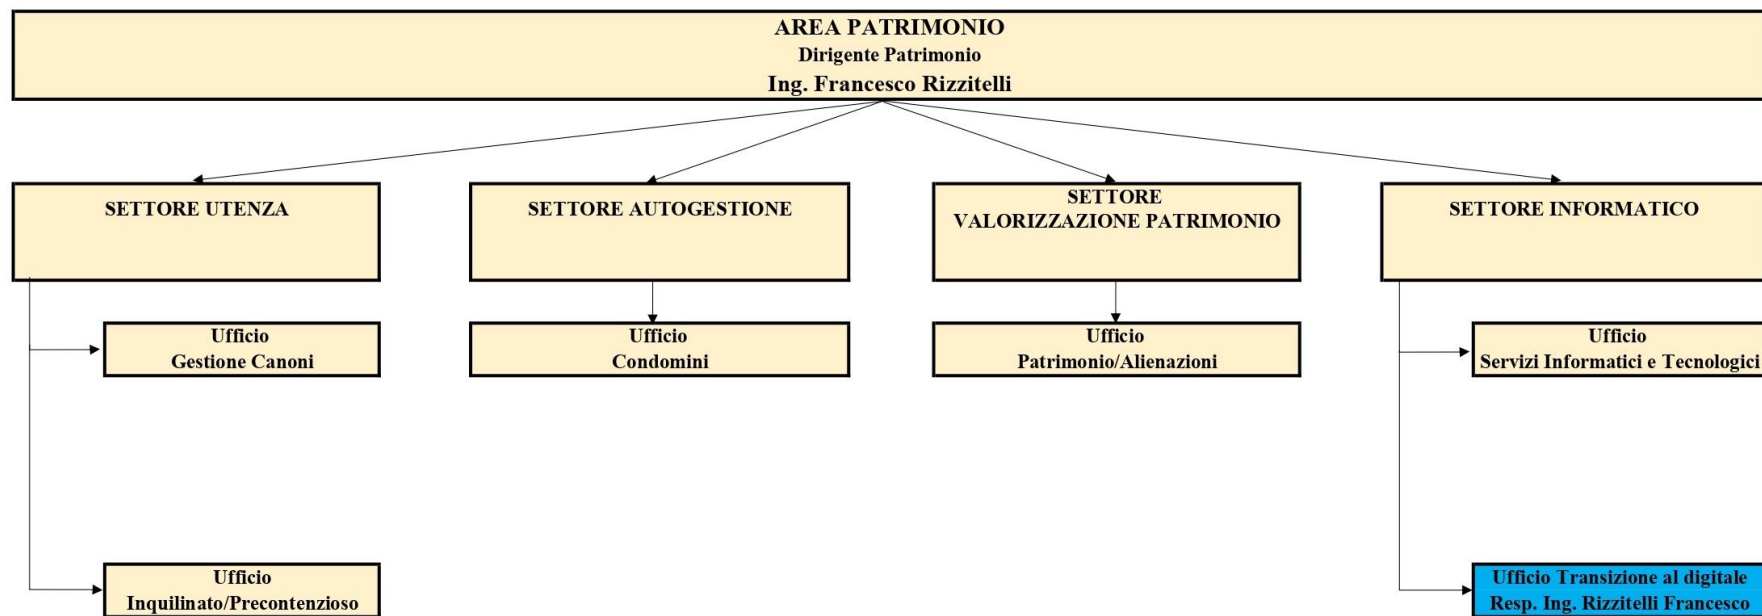 AREA PATRIMONIO
Dirigente Patrimonio
Ing. Francesco Rizzitelli
SETTORE UTENZA
SETTORE AUTOGESTIONE
SETTORE
VALORIZZAZIONE PATRIMONIO
SETTORE INFORMATICO
Ufficio
Gestione Canoni
Ufficio
Condomini
Ufficio
Patrimonio/Alienazioni
Ufficio
Servizi Informatici e Tecnologici
Ufficio
Inquilinato/Precontenzioso
Ufficio Transizione al digitale
Resp. Ing. Rizzitelli Francesco